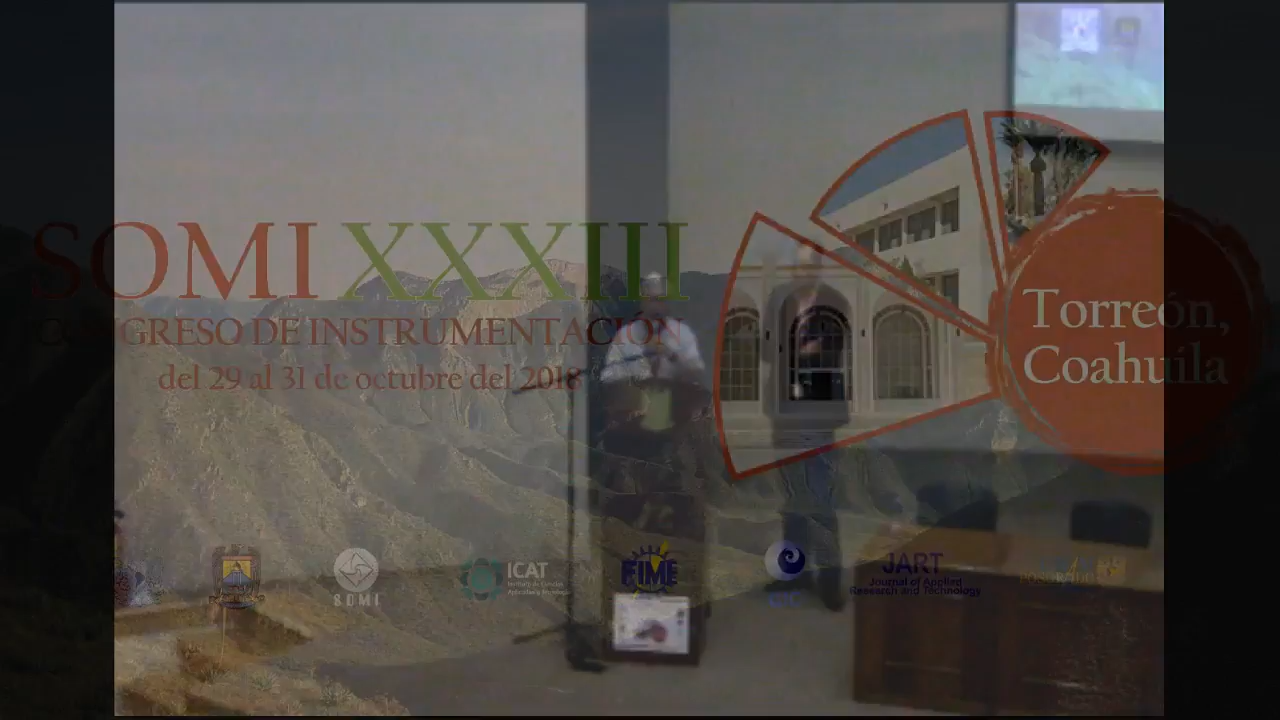 SOMI XXXIII
CONGRESO DE INSTRUMENTACIÓN
del 29 al 31 de octubre del 2018
Torreón,
Coahuila
SOMI
ICAT
FIME
JART
Journal of Applied
Research and Technology